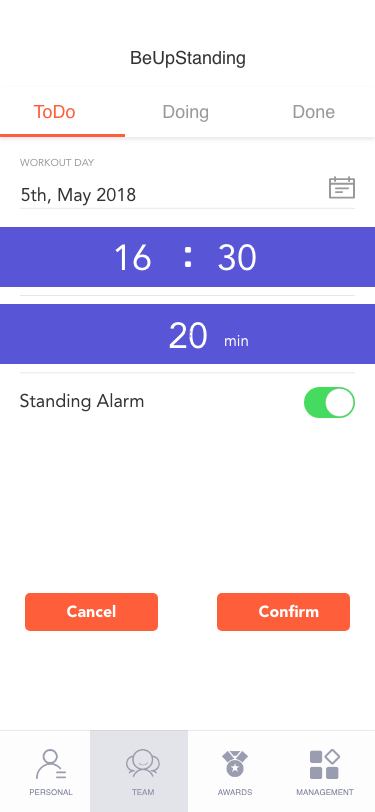 BeUpStanding
ToDo Doing Done
WORKOUT DAY
5th, May 2018
16 : 30
20 min
Standing Alarm
Cancel Confirm
PERSONAL TEAM AWARDS MANAGEMENT